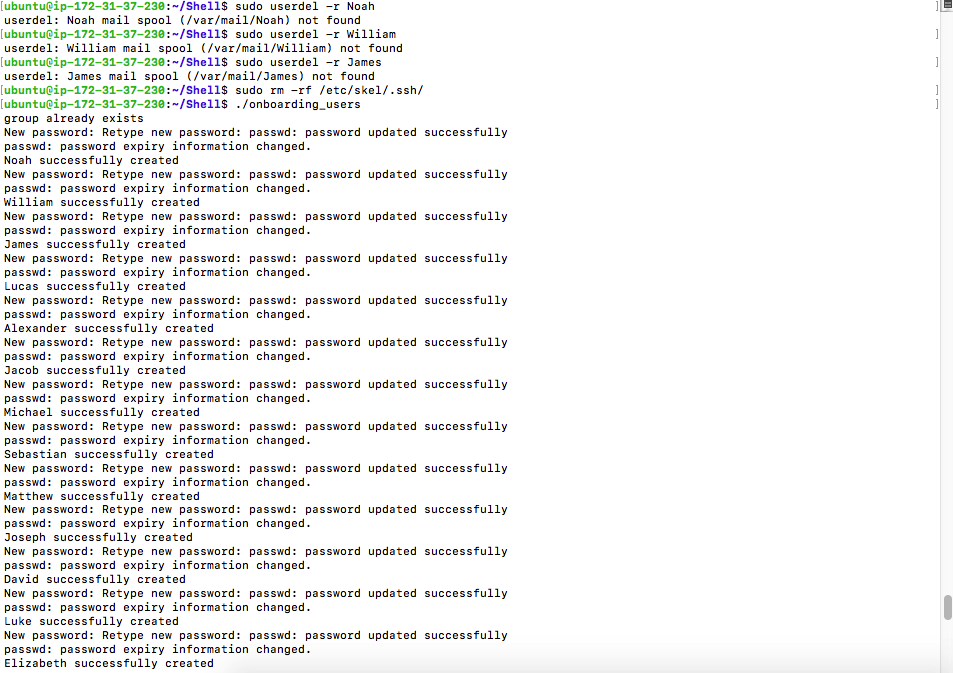 [ubuntu@ip-172-31-37-230:~/Shell$ sudo userdel -r Noah ]
userdel: Noah mail spool (/var/mail/Noah) not found
[ubuntu@ip-172-31-37-230:~/Shell$ sudo userdel -r William ]
userdel: William mail spool (/var/mail/William) not found
[ubuntu@ip-172-31-37-230:~/Shell$ sudo userdel -r James ]
userdel: James mail spool (/var/mail/James) not found
[ubuntu@ip-172-31-37-230:~/Shell$ sudo rm -rf /etc/skel/.ssh/ ]
[ubuntu@ip-172-31-37-230:~/Shell$ ./onboarding_users ]
group already exists
New password: Retype new password: passwd: password updated successfully
passwd: password expiry information changed.
Noah successfully created
New password: Retype new password: passwd: password updated successfully
passwd: password expiry information changed.
William successfully created
New password: Retype new password: passwd: password updated successfully
passwd: password expiry information changed.
James successfully created
New password: Retype new password: passwd: password updated successfully
passwd: password expiry information changed.
Lucas successfully created
New password: Retype new password: passwd: password updated successfully
passwd: password expiry information changed.
Alexander successfully created
New password: Retype new password: passwd: password updated successfully
passwd: password expiry information changed.
Jacob successfully created
New password: Retype new password: passwd: password updated successfully
passwd: password expiry information changed.
Michael successfully created
New password: Retype new password: passwd: password updated successfully
passwd: password expiry information changed.
Sebastian successfully created
New password: Retype new password: passwd: password updated successfully
passwd: password expiry information changed.
Matthew successfully created
New password: Retype new password: passwd: password updated successfully
passwd: password expiry information changed.
Joseph successfully created
New password: Retype new password: passwd: password updated successfully
passwd: password expiry information changed.
David successfully created
New password: Retype new password: passwd: password updated successfully
passwd: password expiry information changed.
Luke successfully created
New password: Retype new password: passwd: password updated successfully
passwd: password expiry information changed.
Elizabeth successfully created